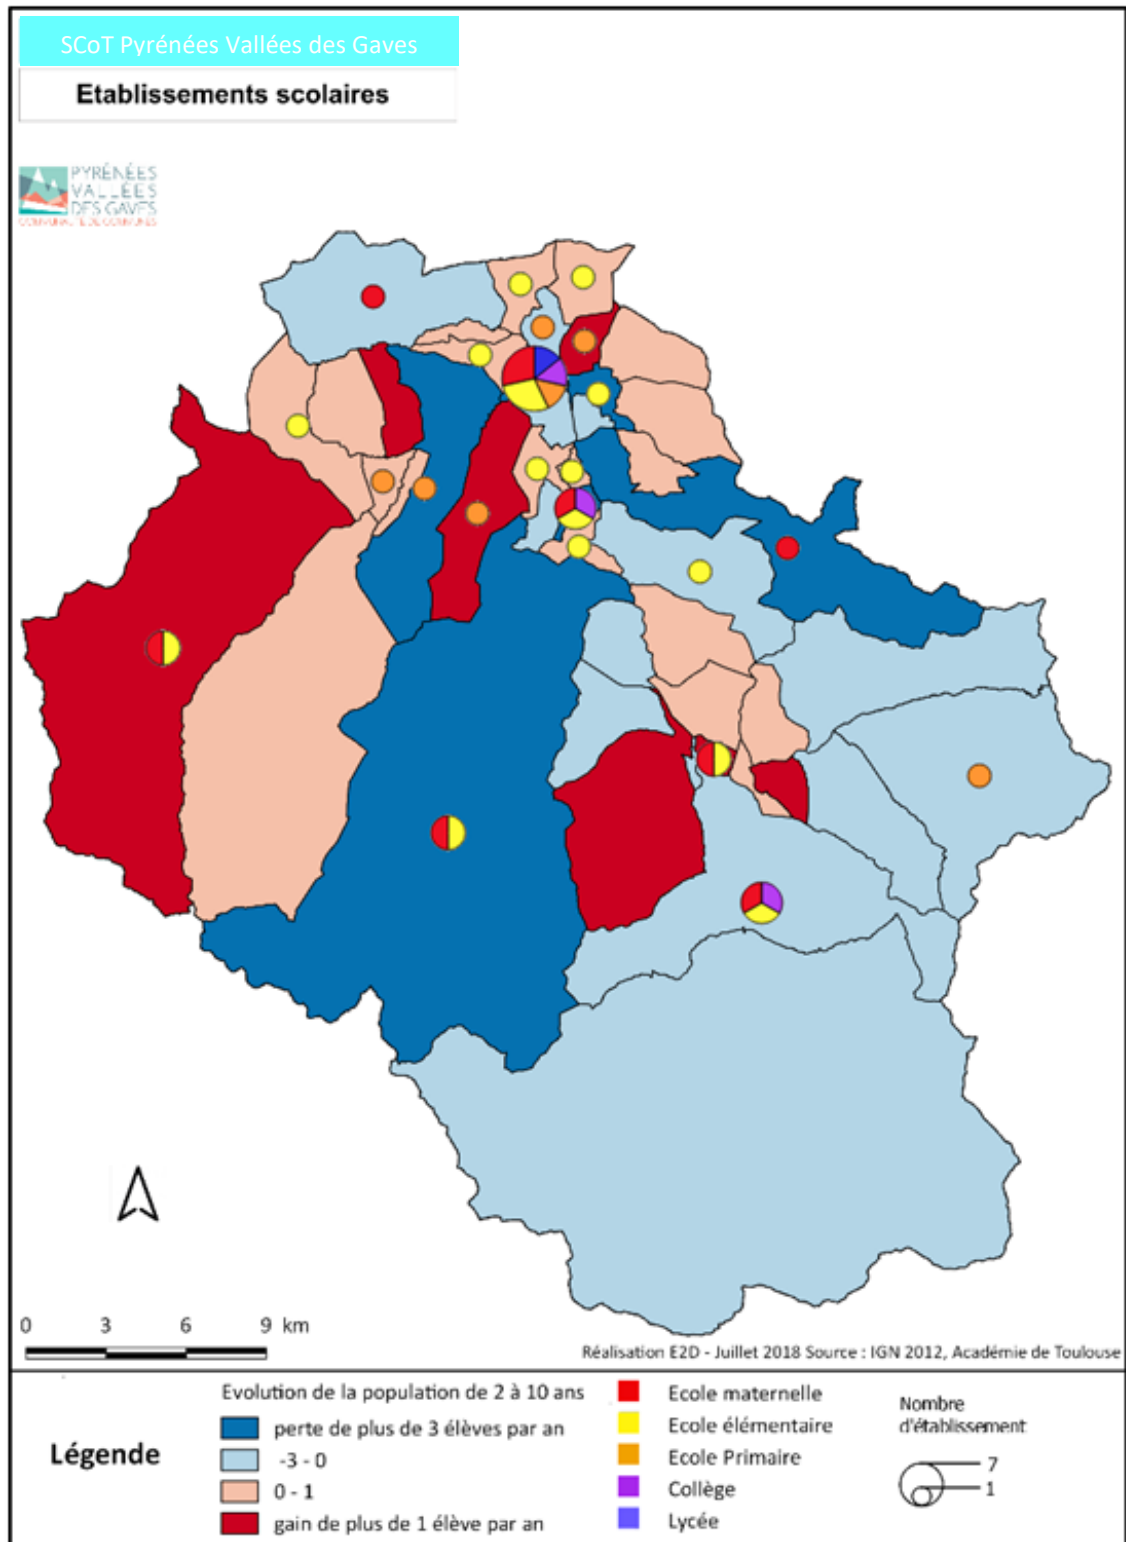 SCoT Pyrénées Vallées des Gaves
Etablissements scolaires
PYRÉNÉES
VALLÉES
DES GAVES
COMMUNAUTÉ DE COMMUNES
0 3 6 9 km
Réalisation E2D - Juillet 2018 Source : IGN 2012, Académie de Toulouse
Légende
Evolution de la population de 2 à 10 ans
perte de plus de 3 élèves par an
-3 - 0
0 - 1
gain de plus de 1 élève par an
Ecole maternelle
Ecole élémentaire
Ecole Primaire
Collège
Lycée
Nombre
d'établissement
7
1